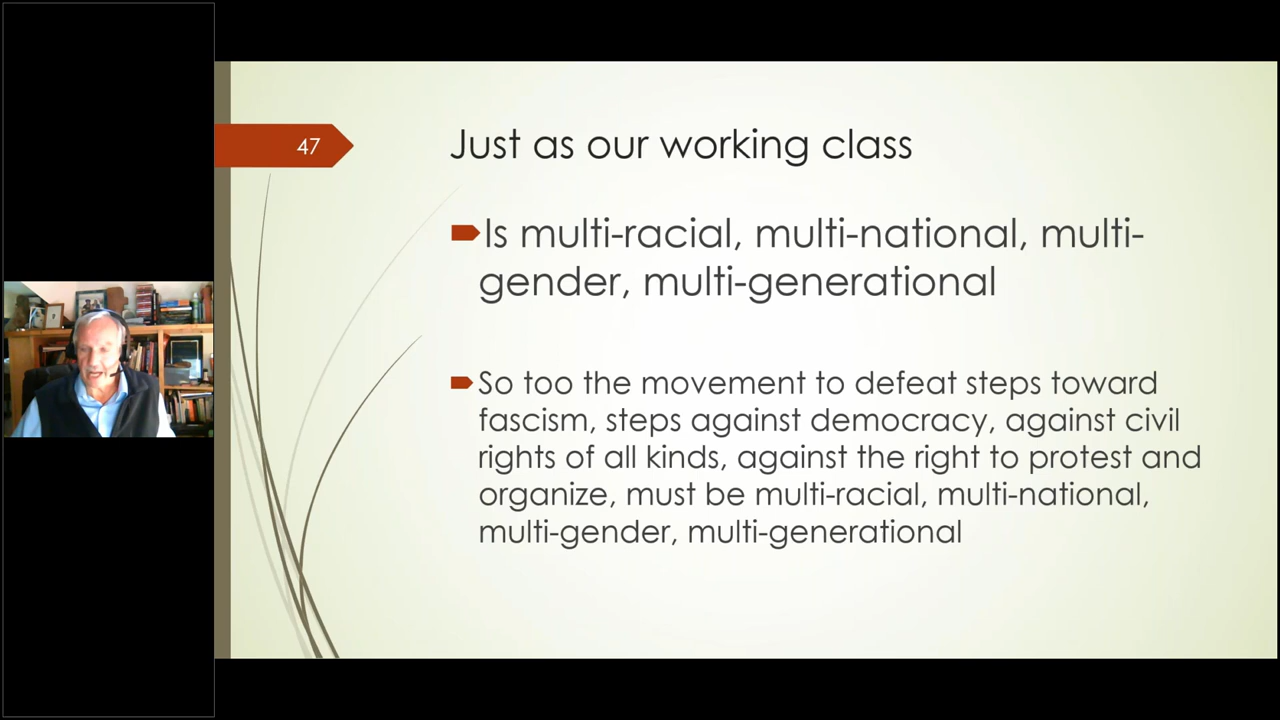 47
Just as our working class
Is multi-racial, multi-national, multi-
gender, multi-generational
So too the movement to defeat steps toward
fascism, steps against democracy, against civil
rights of all kinds, against the right to protest and
organize, must be multi-racial, multi-national,
multi-gender, multi-generational